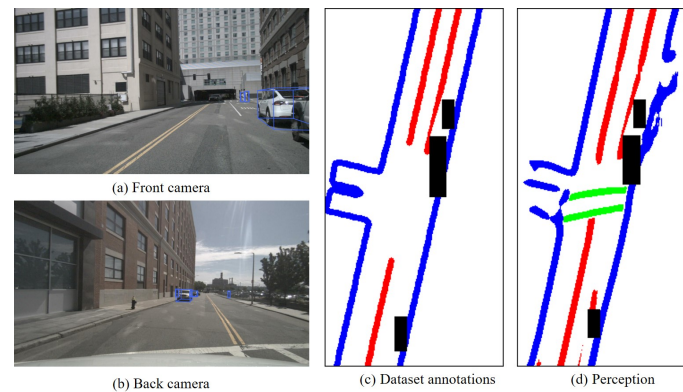 (a) Front camera
(b) Back camera
(c) Dataset annotations
(d) Perception